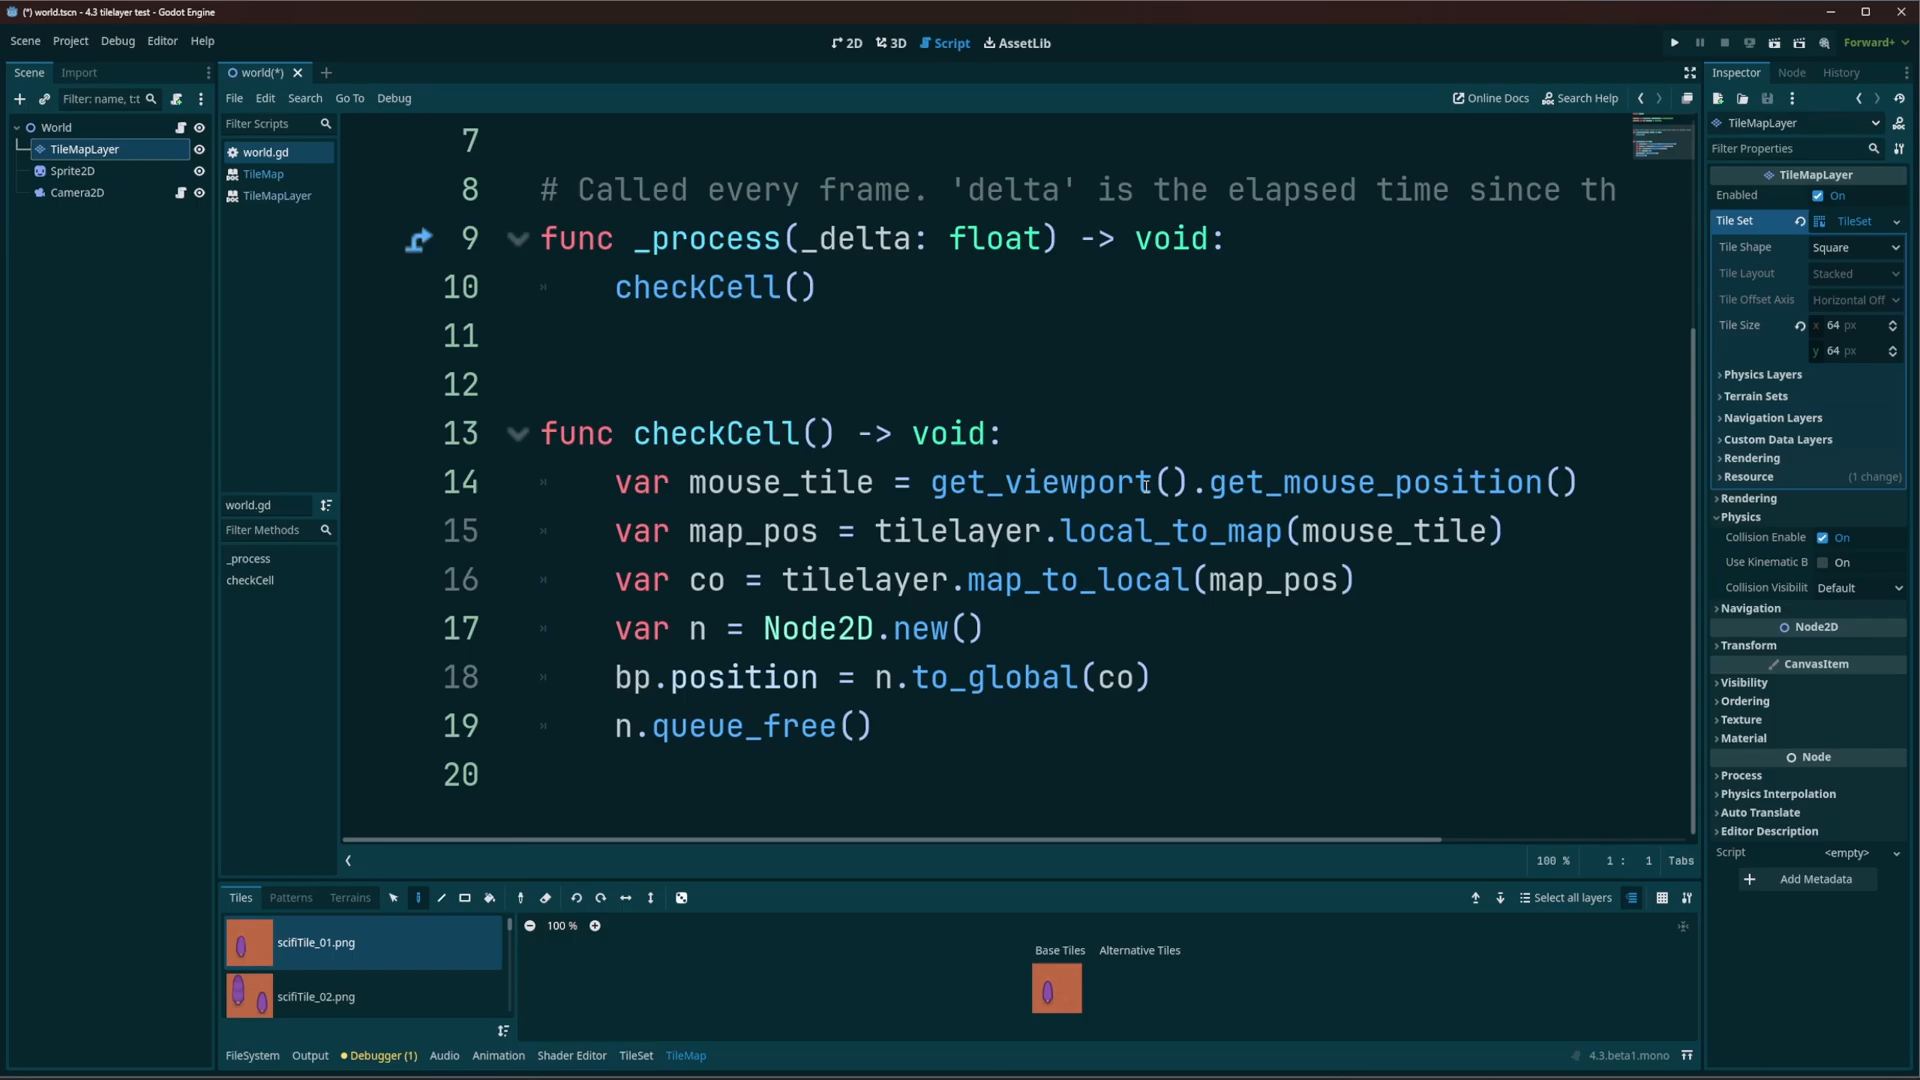 (*) world.tscn - 4.3 tilelayer test - Godot Engine
Scene Project Debug Editor Help
2D 3D Script AssetLib
Forward+
Scene Import
Filter: name, t:t
World
TileMapLayer
Sprite2D
Camera2D
world(*)
File Edit Search Go To Debug
Online Docs Search Help
Filter Scripts
world.gd
TileMap
TileMapLayer
world.gd
Filter Methods
_process
checkCell
7
8 # Called every frame. 'delta' is the elapsed time since th
9 func _process(_delta: float) -> void:
10 checkCell()
11
12
13 func checkCell() -> void:
14 var mouse_tile = get_viewport().get_mouse_position()
15 var map_pos = tilelayer.local_to_map(mouse_tile)
16 var co = tilelayer.map_to_local(map_pos)
17 var n = Node2D.new()
18 bp.position = n.to_global(co)
19 n.queue_free()
20
100 % 1 : 1 Tabs
Tiles Patterns Terrains
Select all layers
scifiTile_01.png
scifiTile_02.png
100 %
Base Tiles Alternative Tiles
FileSystem Output Debugger (1) Audio Animation Shader Editor TileSet TileMap
4.3.beta1.mono
Inspector Node History
TileMapLayer
Filter Properties
TileMapLayer
Enabled On
Tile Set TileSet
Tile Shape Square
Tile Layout Stacked
Tile Offset Axis Horizontal Off
Tile Size x 64 px
y 64 px
Physics Layers
Terrain Sets
Navigation Layers
Custom Data Layers
Rendering
Resource (1 change)
Rendering
Physics
Collision Enable On
Use Kinematic B On
Collision Visibilit Default
Navigation
Node2D
Transform
CanvasItem
Visibility
Ordering
Texture
Material
Node
Process
Physics Interpolation
Auto Translate
Editor Description
Script <empty>
Add Metadata